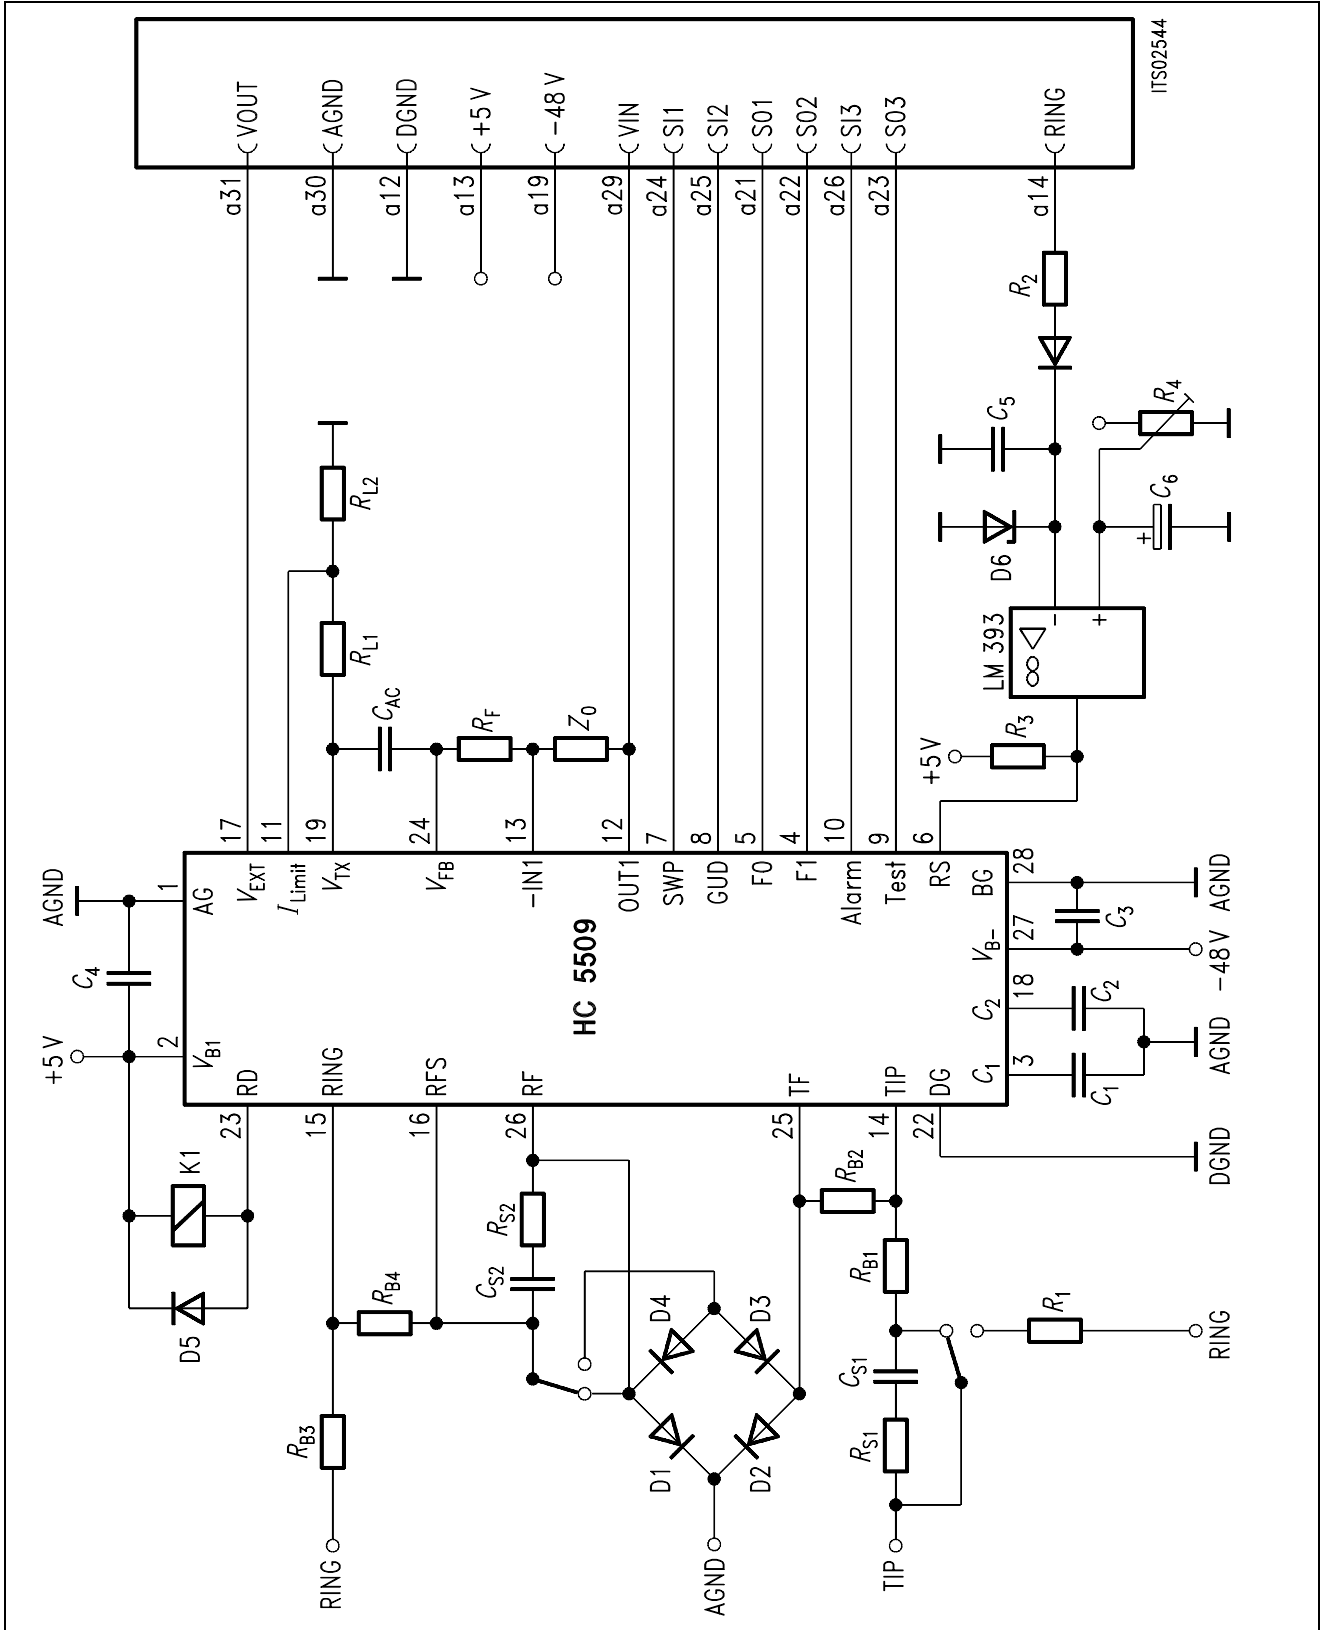 ITS02544
VOUT
AGND
DGND
+5 V
-48 V
VIN
SI1
SI2
SO1
SO2
SI3
SO3
RING
a31
a30
a12
a13
a19
a29
a24
a25
a21
a22
a26
a23
a14
R2
C5
R4
C6
D6
RL2
RL1
CAC
RF
Z0
LM 393
∞
-
+
+
R3
+5 V
17
11
19
24
13
12
7
8
5
4
10
9
6
AGND
1
AG
VEXT
ILimit
VTX
VFB
-IN1
OUT1
SWP
GUD
F0
F1
Alarm
Test
RS
BG
28
AGND
C4
HC 5509
VB-
27
C3
-48 V
+5 V
2
VB1
C2
18
C2
AGND
C1
3
C1
RD
RING
RFS
RF
TF
TIP
DG
23
15
16
26
25
14
22
DGND
K1
D5
RB4
RS2
CS2
RB2
RB1
D4
D3
D1
D2
RB3
CS1
RS1
R1
RING
RING
AGND
TIP